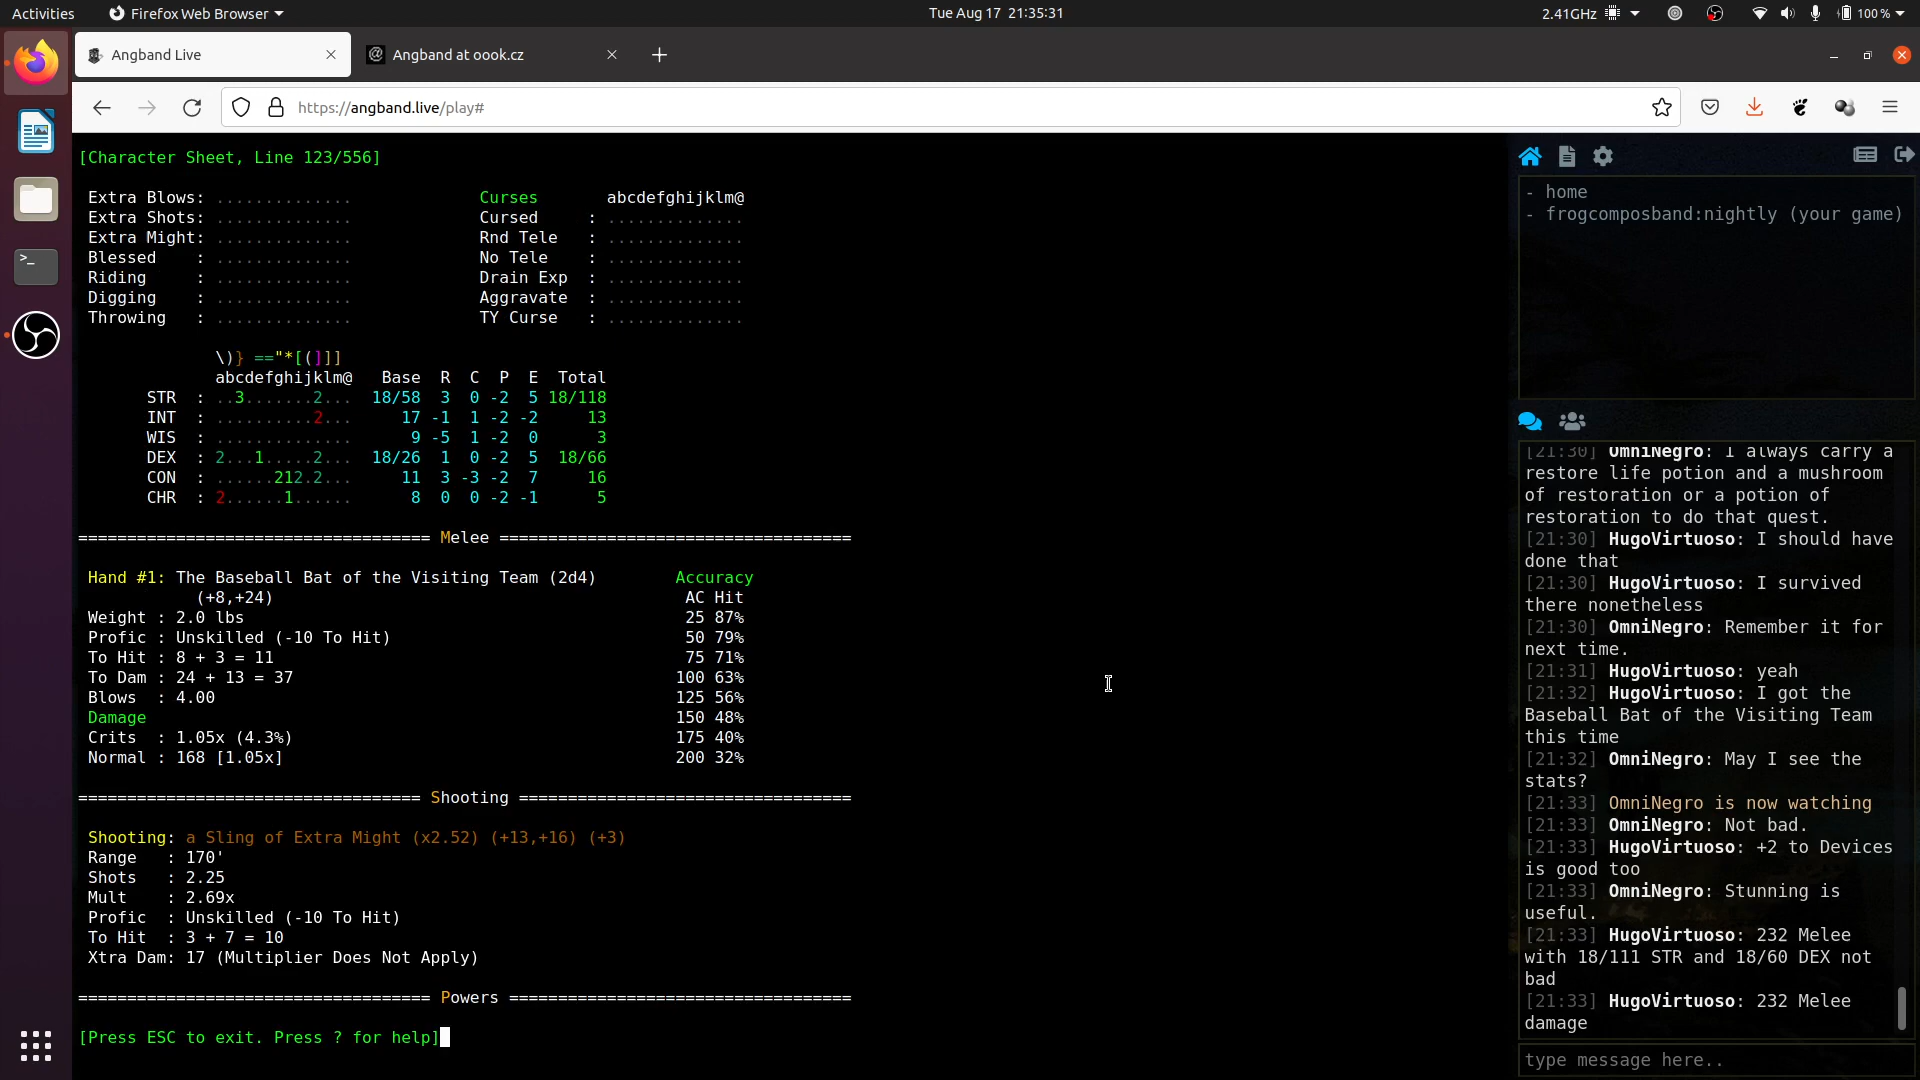 Activities Firefox Web Browser Tue Aug 17 21:35:31 2.41GHz 100 %
Angband Live Angband at oook.cz
https://angband.live/play#
[Character Sheet, Line 123/556]
Extra Blows: .............. Curses abcdefghijklm@
Extra Shots: .............. Cursed : ..............
Extra Might: .............. Rnd Tele : ..............
Blessed : .............. No Tele : ..............
Riding : .............. Drain Exp : ..............
Digging : .............. Aggravate : ..............
Throwing : .............. TY Curse : ..............
\)} =="*[(]]]
abcdefghijklm@ Base R C P E Total
STR : ..3.......2... 18/58 3 0 -2 5 18/118
INT : ..........2... 17 -1 1 -2 -2 13
WIS : .............. 9 -5 1 -2 0 3
DEX : 2...1.....2... 18/26 1 0 -2 5 18/66
CON : ......212.2... 11 3 -3 -2 7 16
CHR : 2......1...... 8 0 0 -2 -1 5
==================================== Melee ====================================
Hand #1: The Baseball Bat of the Visiting Team (2d4) Accuracy
(+8,+24) AC Hit
Weight : 2.0 lbs 25 87%
Profic : Unskilled (-10 To Hit) 50 79%
To Hit : 8 + 3 = 11 75 71%
To Dam : 24 + 13 = 37 100 63%
Blows : 4.00 125 56%
Damage 150 48%
Crits : 1.05x (4.3%) 175 40%
Normal : 168 [1.05x] 200 32%
=================================== Shooting ==================================
Shooting: a Sling of Extra Might (x2.52) (+13,+16) (+3)
Range : 170'
Shots : 2.25
Mult : 2.69x
Profic : Unskilled (-10 To Hit)
To Hit : 3 + 7 = 10
Xtra Dam: 17 (Multiplier Does Not Apply)
==================================== Powers ===================================
[Press ESC to exit. Press ? for help]
- home
- frogcomposband:nightly (your game)
[21:30] OmniNegro: I always carry a
restore life potion and a mushroom
of restoration or a potion of
restoration to do that quest.
[21:30] HugoVirtuoso: I should have
done that
[21:30] HugoVirtuoso: I survived
there nonetheless
[21:30] OmniNegro: Remember it for
next time.
[21:31] HugoVirtuoso: yeah
[21:32] HugoVirtuoso: I got the
Baseball Bat of the Visiting Team
this time
[21:32] OmniNegro: May I see the
stats?
[21:33] OmniNegro is now watching
[21:33] OmniNegro: Not bad.
[21:33] HugoVirtuoso: +2 to Devices
is good too
[21:33] OmniNegro: Stunning is
useful.
[21:33] HugoVirtuoso: 232 Melee
with 18/111 STR and 18/60 DEX not
bad
[21:33] HugoVirtuoso: 232 Melee
damage
type message here..